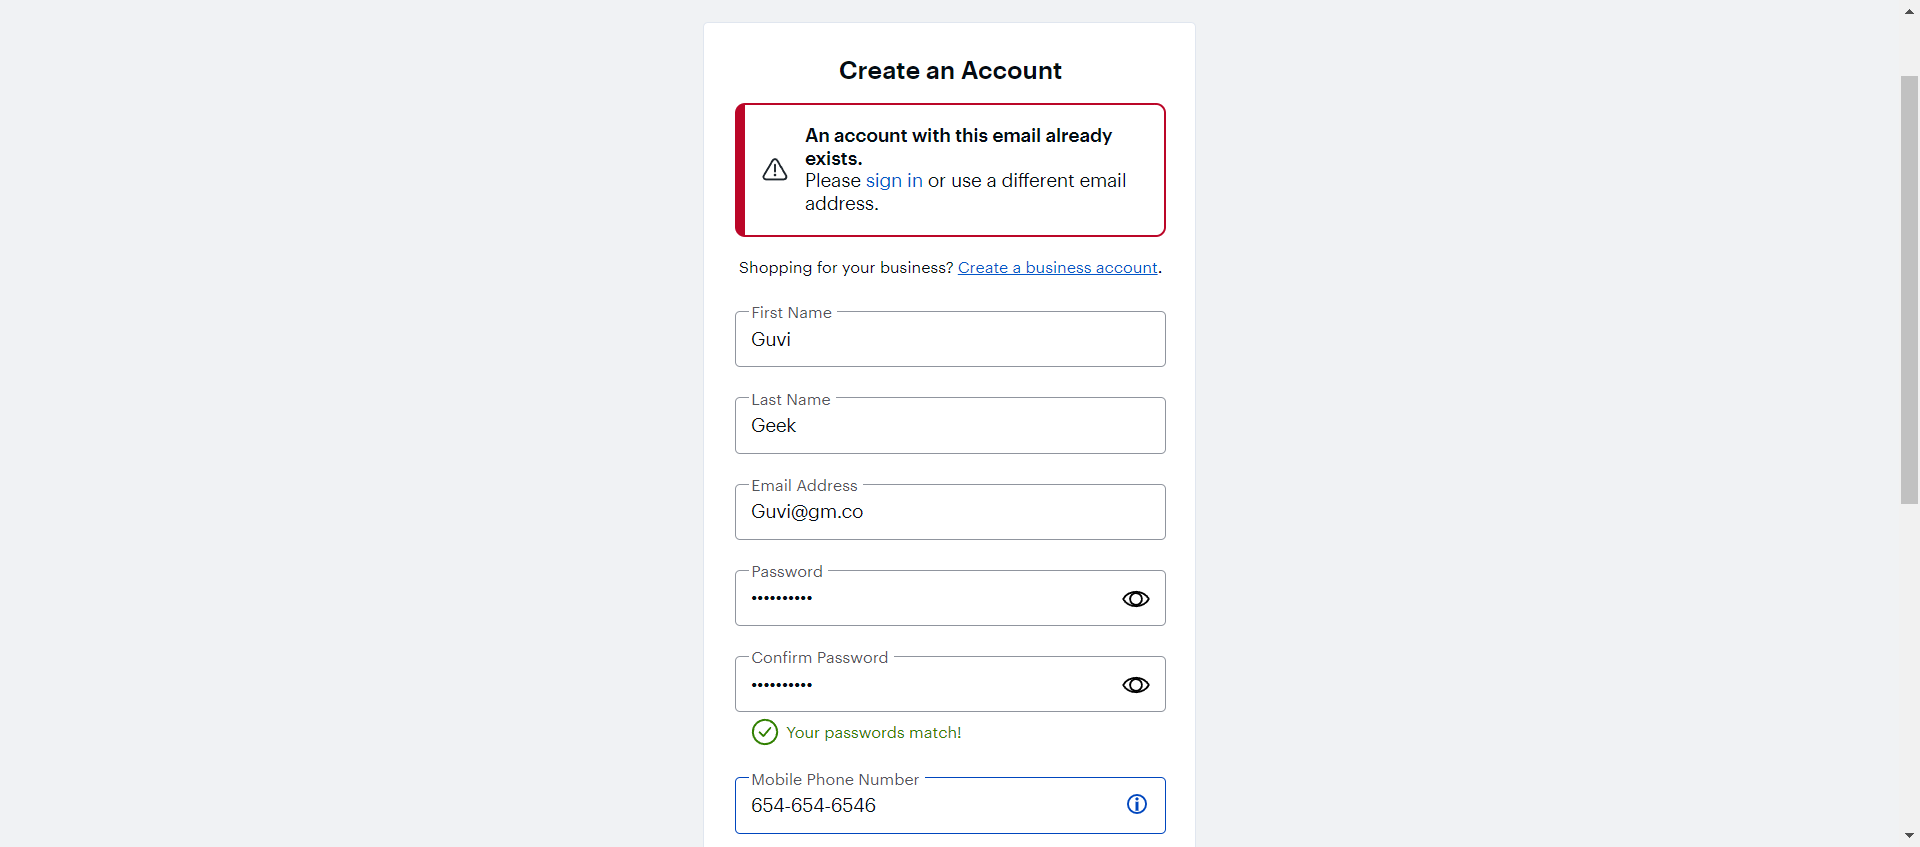 Create an Account
An account with this email already
exists.
Please sign in or use a different email
address.
Shopping for your business? Create a business account.
First Name
Guvi
Last Name
Geek
Email Address
Guvi@gm.co
Password
••••••••••
Confirm Password
••••••••••
Your passwords match!
Mobile Phone Number
654-654-6546